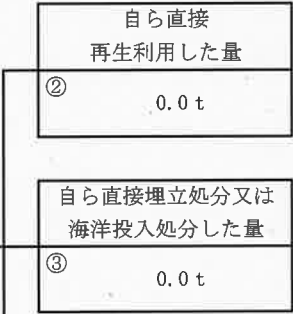 自ら直接
再生利用した量
②
0.0 t
自ら直接埋立処分又は
海洋投入処分した量
③
0.0 t